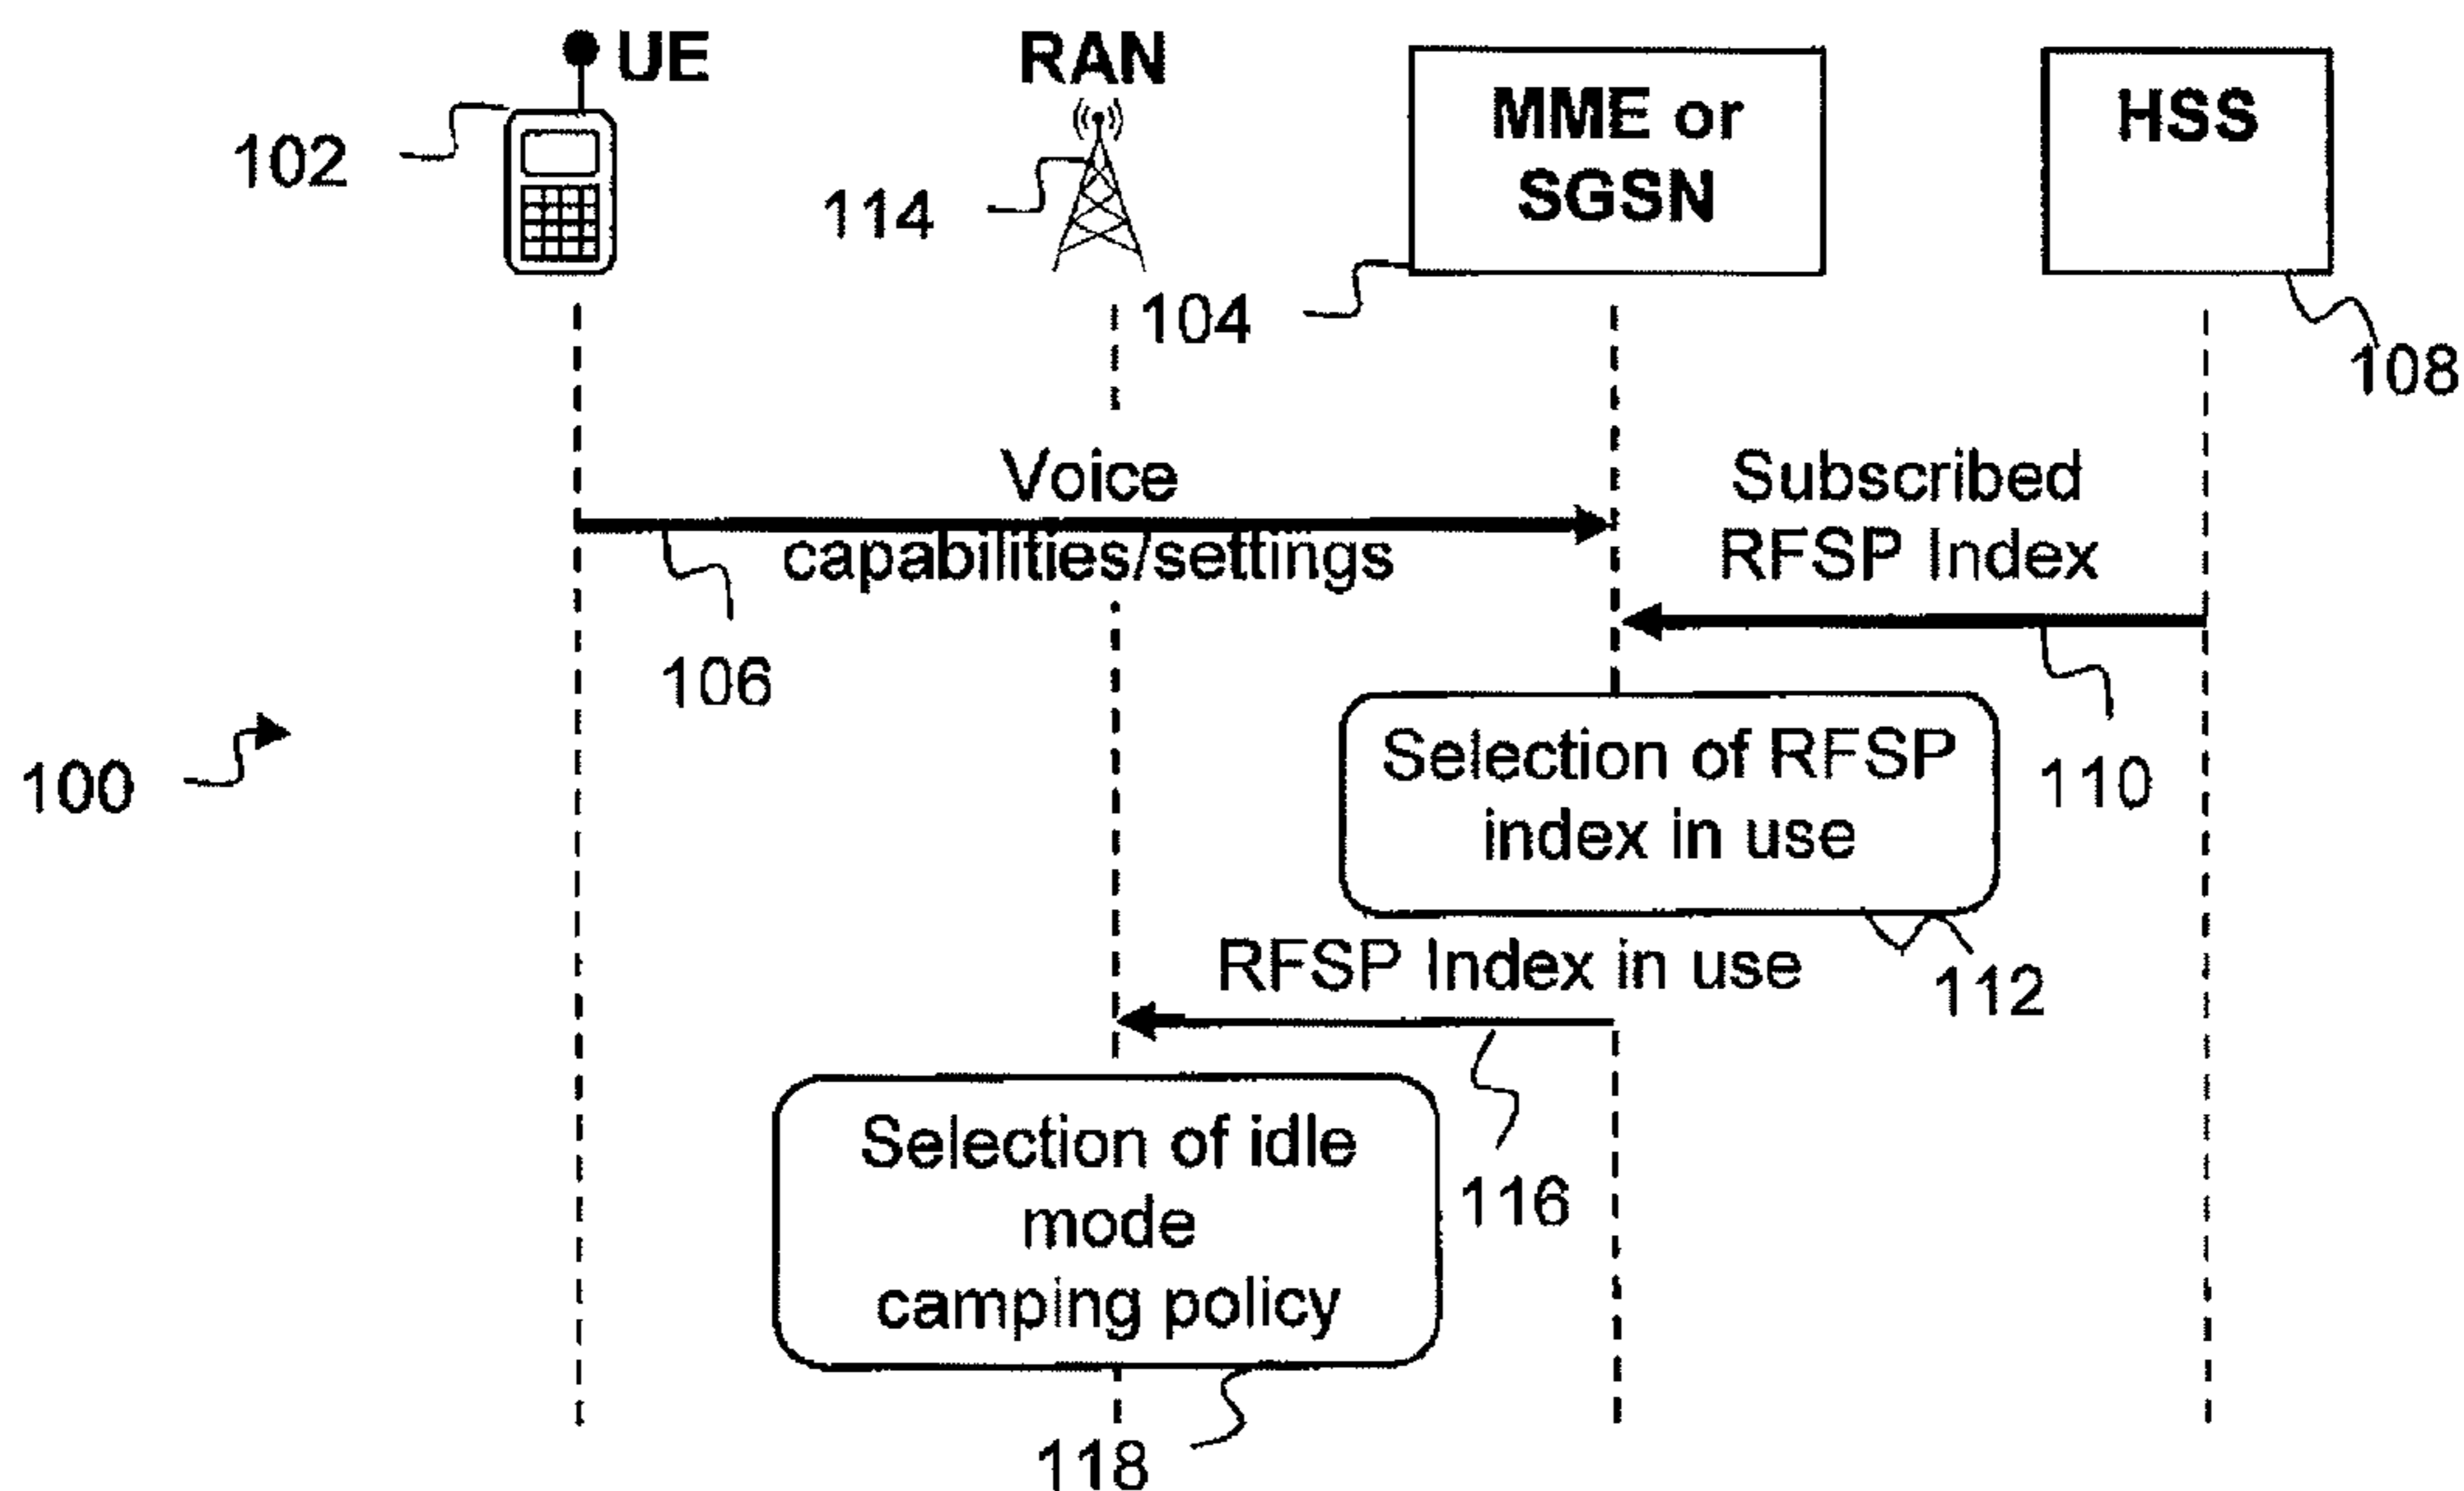 UE
RAN
MME or
SGSN
HSS
102
114
104
108
Voice
capabilities/settings
Subscribed
RFSP Index
106
110
100
Selection of RFSP
index in use
112
RFSP Index in use
116
Selection of idle
mode
camping policy
118